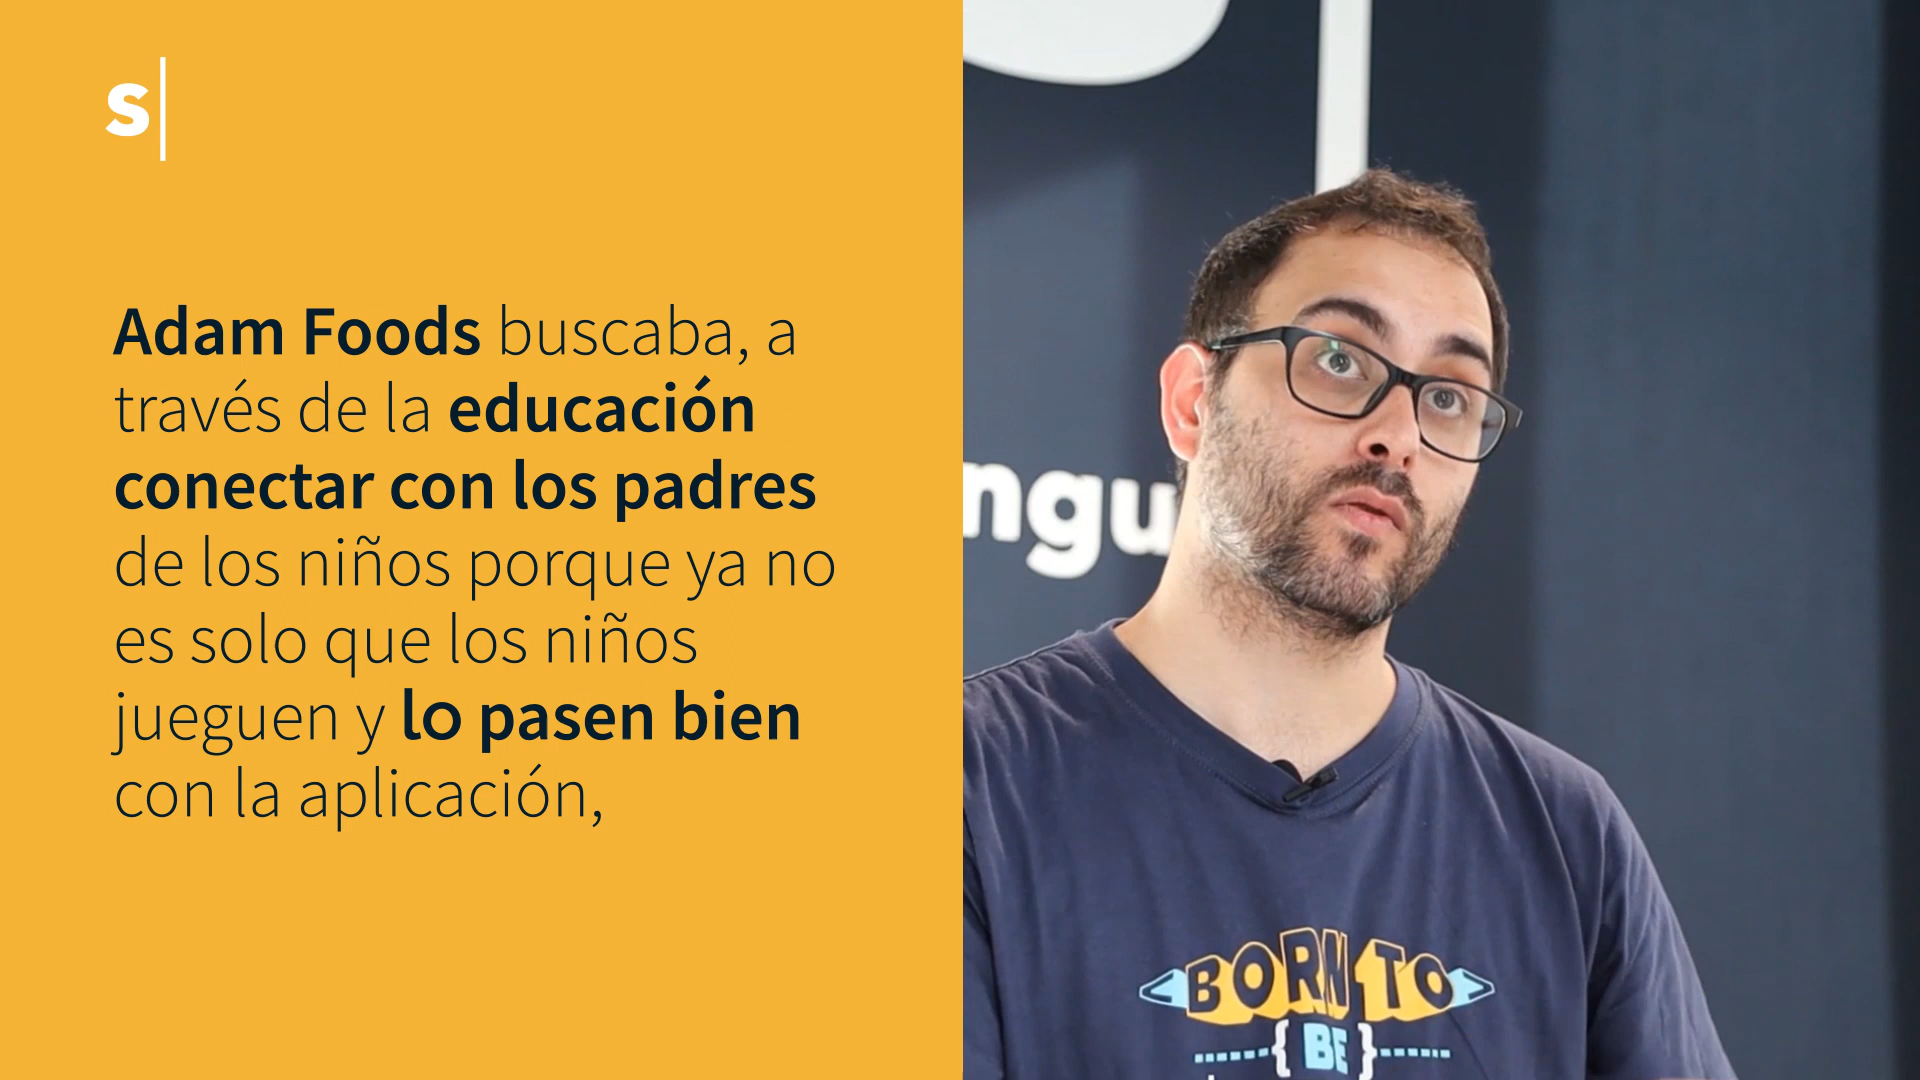 s|
Adam Foods buscaba, a
través de la educación
conectar con los padres
de los niños porque ya no
es solo que los niños
jueguen y lo pasen bien
con la aplicación,
ngu
<BORN TO>
{BE}